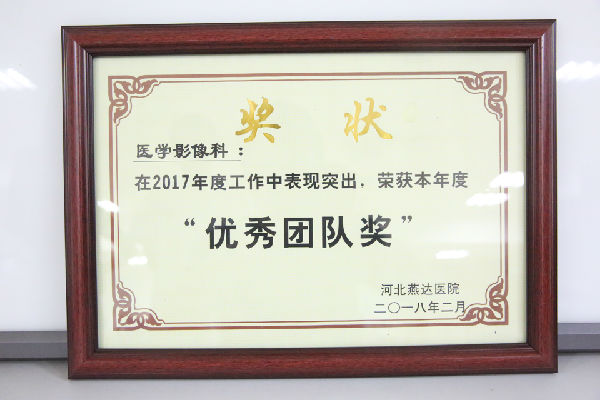 奖 状
医学影像科：
在2017年度工作中表现突出，荣获本年度
“优秀团队奖”
河北燕达医院
二〇一八年二月